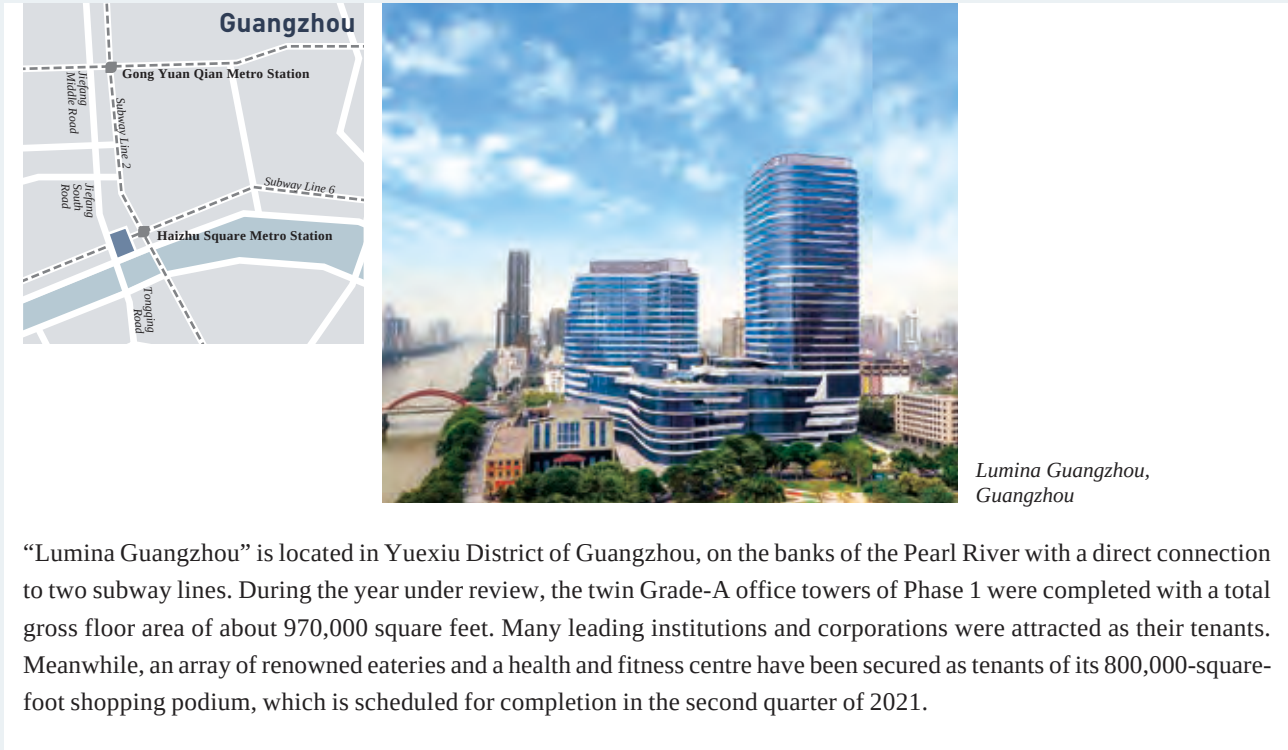 Guangzhou
Gong Yuan Qian Metro Station
Jiefang
Middle Road
Subway Line 2
Jiefang
South
Road
Subway Line 6
Haizhu Square Metro Station
Tongqing
Road
Lumina Guangzhou,
Guangzhou
“Lumina Guangzhou” is located in Yuexiu District of Guangzhou, on the banks of the Pearl River with a direct connection
to two subway lines. During the year under review, the twin Grade-A office towers of Phase 1 were completed with a total
gross floor area of about 970,000 square feet. Many leading institutions and corporations were attracted as their tenants.
Meanwhile, an array of renowned eateries and a health and fitness centre have been secured as tenants of its 800,000-square-
foot shopping podium, which is scheduled for completion in the second quarter of 2021.